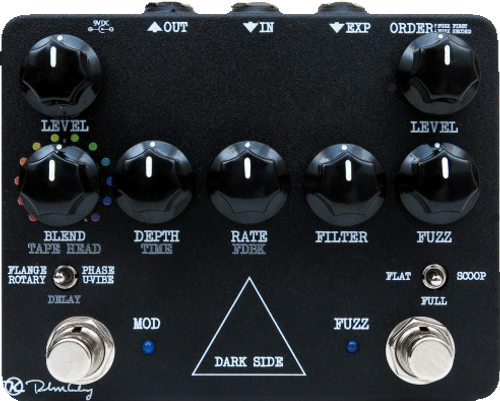 9VDC
OUT
IN
EXP
ORDER
LEVEL
LEVEL
BLEND
TAPE HEAD
DEPTH
TIME
RATE
FDBK
FILTER
FUZZ
FLANGE
ROTARY
PHASE
U-VIBE
DELAY
FLAT
SCOOP
FULL
MOD
FUZZ
DARK SIDE
K